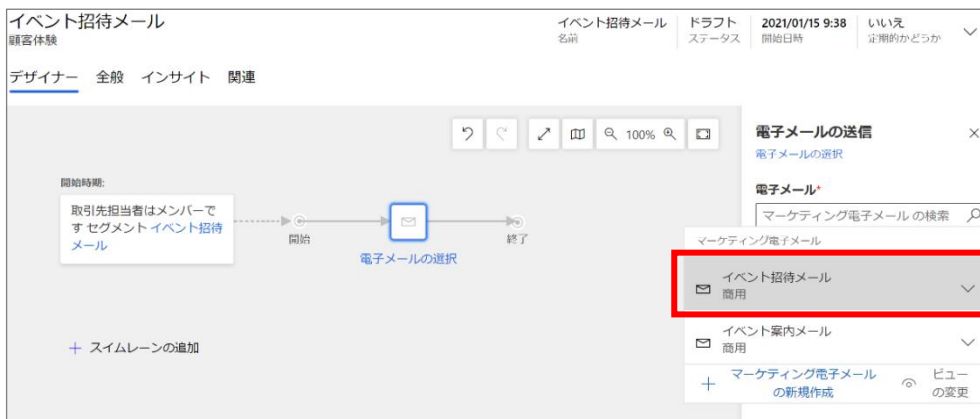 イベント招待メール
顧客体験
イベント招待メール
名前
ドラフト
ステータス
2021/01/15 9:38
開始日時
いいえ
定期的かどうか
デザイナー 全般 インサイト 関連
100%
開始時期:
取引先担当者はメンバーで
す セグメント イベント招待
メール
開始
電子メールの選択
終了
＋ スイムレーンの追加
電子メールの送信
電子メールの選択
電子メール*
マーケティング電子メール の検索
マーケティング電子メール
イベント招待メール
商用
イベント案内メール
商用
＋ マーケティング電子メール
の新規作成
ビュー
の変更